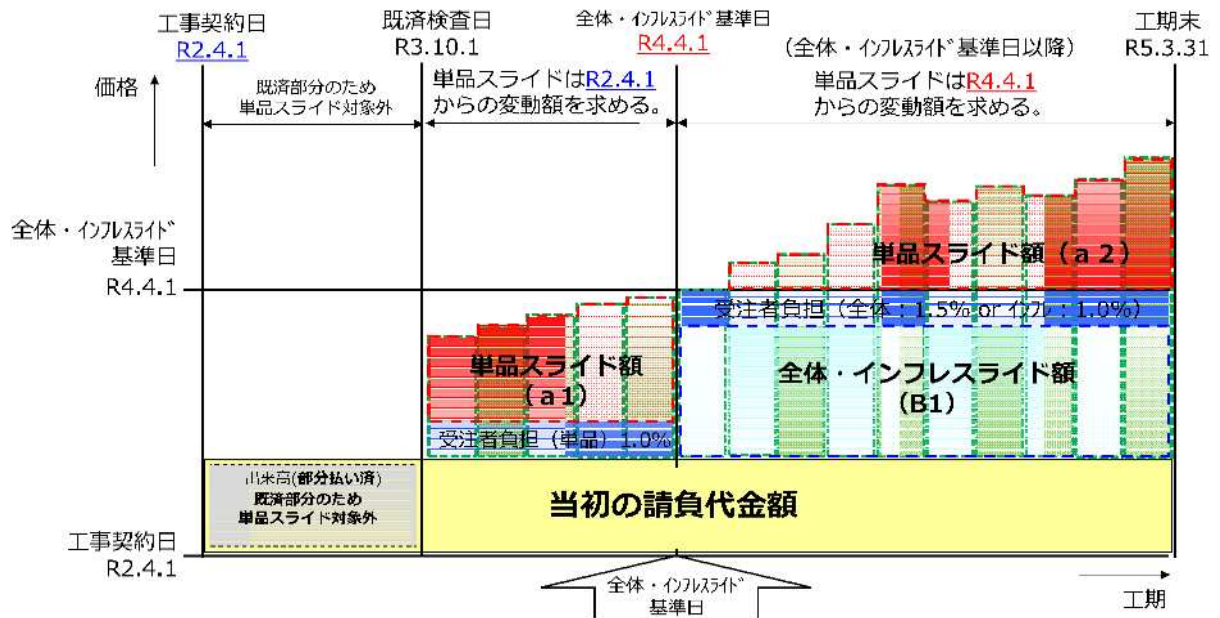 工事契約日
R2.4.1
既済検査日
R3.10.1
全体・ｲﾝﾌﾚｽﾗｲﾄﾞ基準日
R4.4.1
工期末
R5.3.31
(全体・ｲﾝﾌﾚｽﾗｲﾄﾞ基準日以降)
価格
既済部分のため
単品スライド対象外
単品スライドはR2.4.1
からの変動額を求める。
単品スライドはR4.4.1
からの変動額を求める。
全体・ｲﾝﾌﾚｽﾗｲﾄﾞ
基準日
R4.4.1
単品スライド額（a 2）
受注者負担（全体：1.5% or ｲﾝﾌﾚ：1.0%）
単品スライド額
（a1）
全体・インフレスライド額
(B1)
受注者負担（単品）1.0%
出来高(部分払い済)
既済部分のため
単品スライド対象外
当初の請負代金額
工事契約日
R2.4.1
全体・ｲﾝﾌﾚｽﾗｲﾄﾞ
基準日
工期